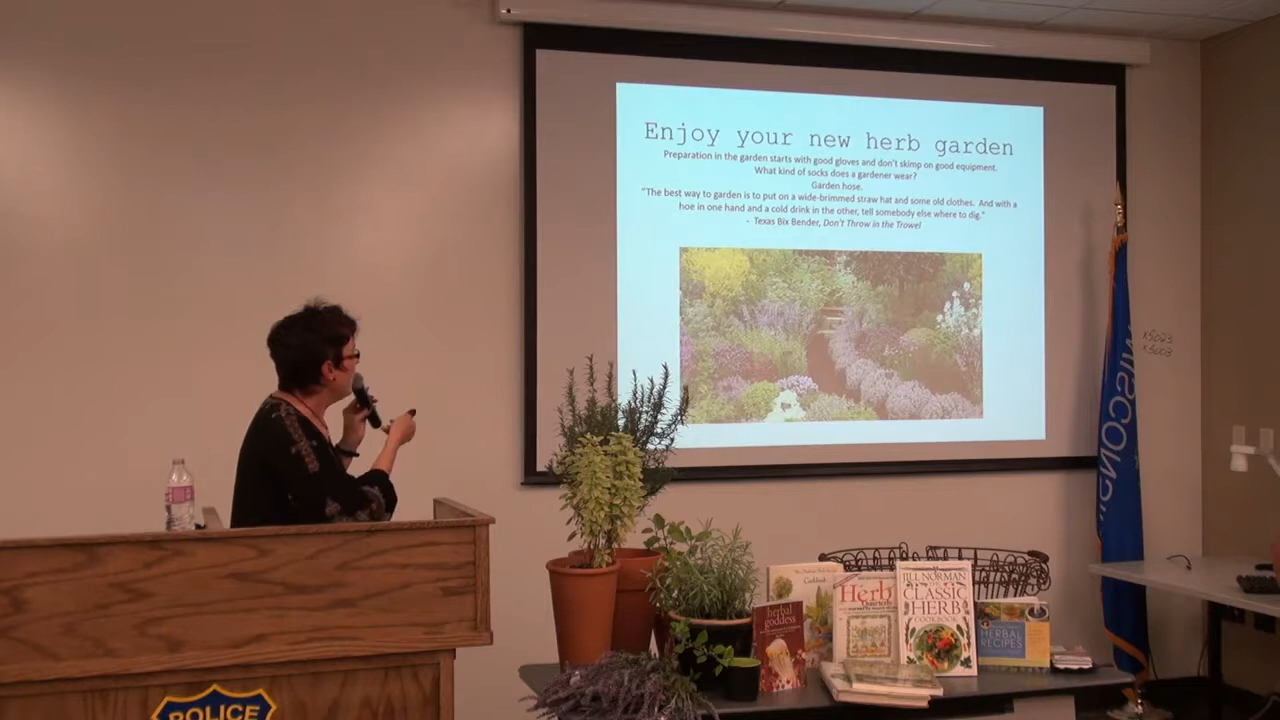 Enjoy your new herb garden
Preparation in the garden starts with good gloves and don't skimp on good equipment.
What kind of socks does a gardener wear?
Garden hose.
"The best way to garden is to put on a wide-brimmed straw hat and some old clothes. And with a
hoe in one hand and a cold drink in the other, tell somebody else where to dig."
- Texas Bix Bender, Don't Throw in the Trowel
x5023
x5003
WISCONSIN
Cookbook
Herb
herbal
goddess
JILL NORMAN
THE
CLASSIC
HERB
COOKBOOK
HERBAL
RECIPES
POLICE